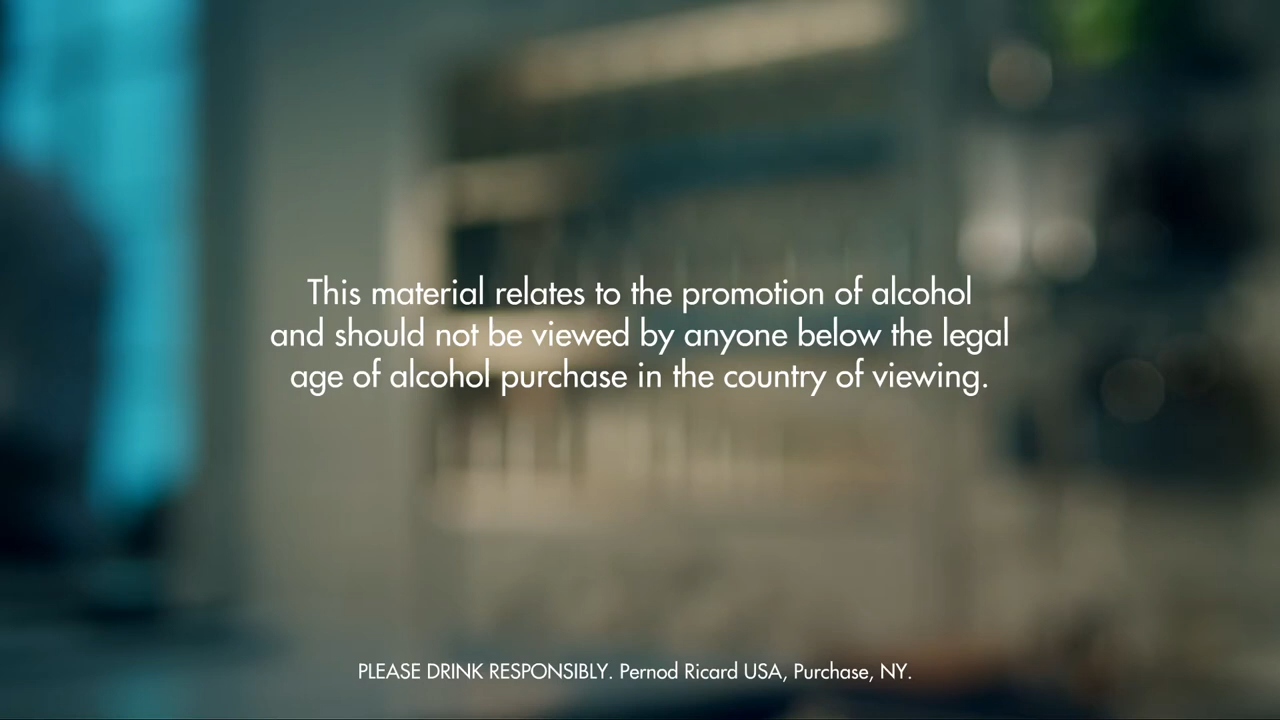 This material relates to the promotion of alcohol
and should not be viewed by anyone below the legal
age of alcohol purchase in the country of viewing.
PLEASE DRINK RESPONSIBLY. Pernod Ricard USA, Purchase, NY.